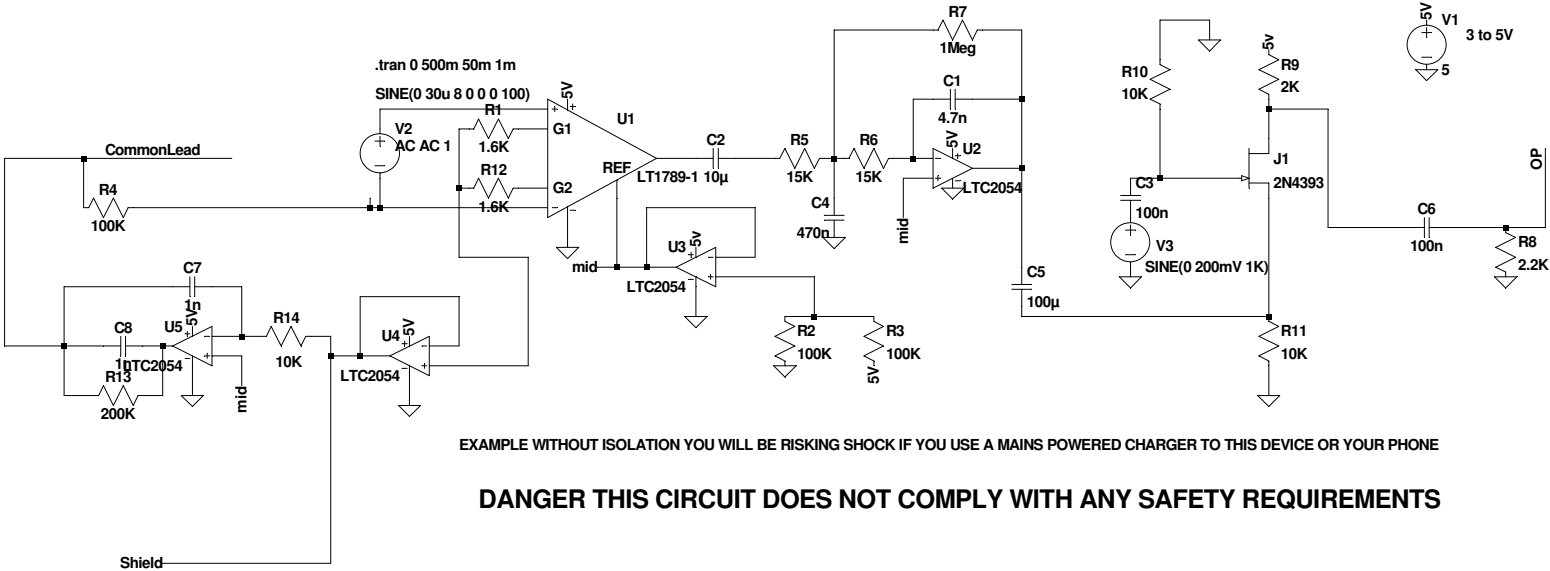 R7
1Meg
5V
V1
3 to 5V
5
.tran 0 500m 50m 1m
SINE(0 30u 8 0 0 0 100)
R10
10K
5v
R9
2K
C1
4.7n
V2
AC AC 1
R1
1.6K
5V
G1
U1
C2
10µ
R5
15K
R6
15K
5V
U2
LTC2054
J1
2N4393
OP
CommonLead
REF
LT1789-1
R12
1.6K
G2
R4
100K
C4
470n
mid
C3
100n
V3
SINE(0 200mV 1K)
C6
100n
R8
2.2K
mid
U3
5v
LTC2054
C5
100µ
C7
1n
C8
1n
U5
5V
LTC2054
R14
10K
U4
5V
LTC2054
R2
100K
R3
100K
5V
R11
10K
R13
200K
mid
EXAMPLE WITHOUT ISOLATION YOU WILL BE RISKING SHOCK IF YOU USE A MAINS POWERED CHARGER TO THIS DEVICE OR YOUR PHONE
DANGER THIS CIRCUIT DOES NOT COMPLY WITH ANY SAFETY REQUIREMENTS
Shield